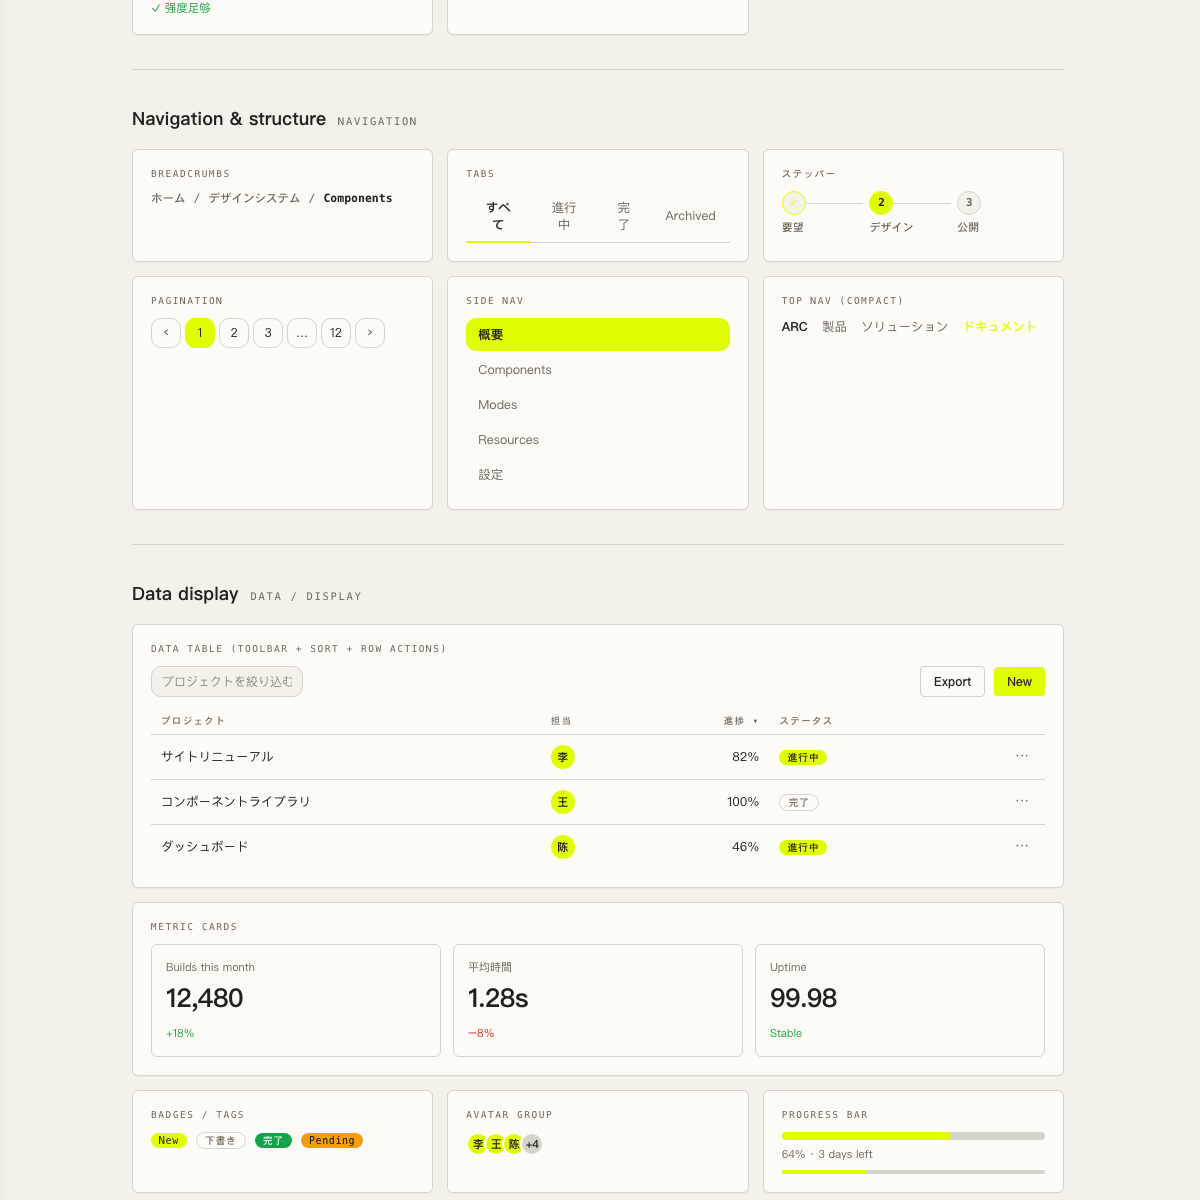 ✓ 强度足够
Navigation & structure NAVIGATION
BREADCRUMBS
ホーム / デザインシステム / Components
TABS
すべて
進行中
完了
Archived
ステッパー
✓
2
3
要望
デザイン
公開
PAGINATION
‹ 1 2 3 … 12 ›
SIDE NAV
概要
Components
Modes
Resources
設定
TOP NAV (COMPACT)
ARC 製品 ソリューション ドキュメント
Data display DATA / DISPLAY
DATA TABLE (TOOLBAR + SORT + ROW ACTIONS)
プロジェクトを絞り込む
Export
New
プロジェクト 担当 進捗 ▾ ステータス
サイトリニューアル 李 82% 進行中 ⋯
コンポーネントライブラリ 王 100% 完了 ⋯
ダッシュボード 陈 46% 進行中 ⋯
METRIC CARDS
Builds this month
12,480
+18%
平均時間
1.28s
−8%
Uptime
99.98
Stable
BADGES / TAGS
New 下書き 完了 Pending
AVATAR GROUP
李 王 陈 +4
PROGRESS BAR
64% · 3 days left